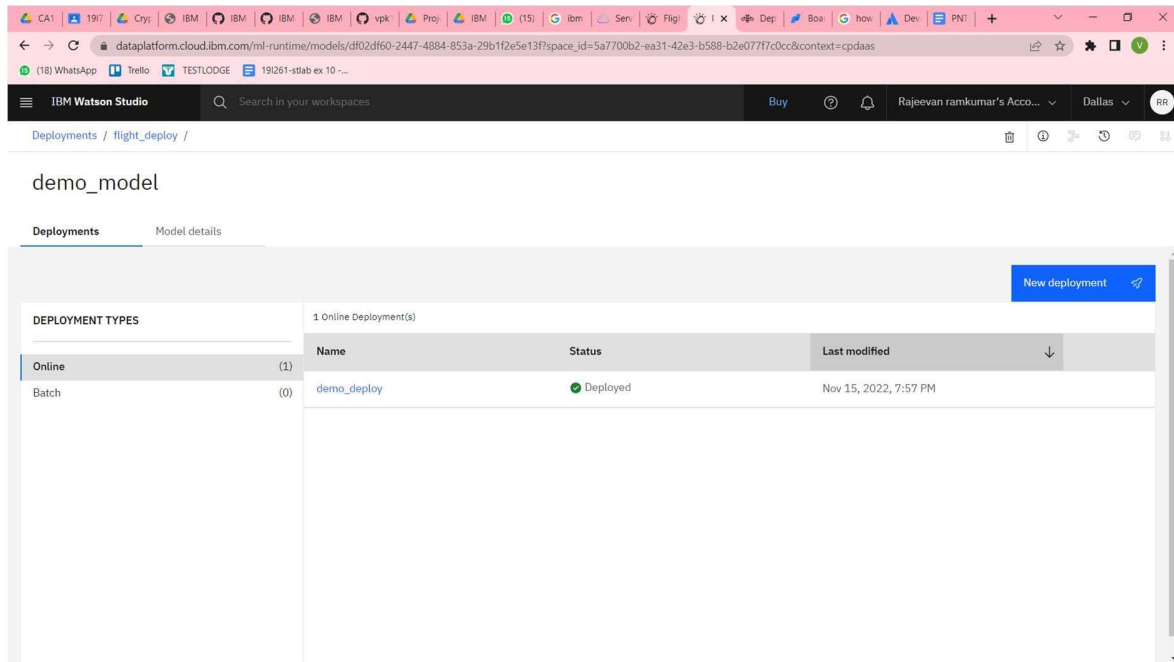 CA1 19I7 Cryp IBM IBM IBM IBM vpk Proj IBM (15) ibm Serv Fligl I Dep Boa how Dev PNT
dataplatform.cloud.ibm.com/ml-runtime/models/df02df60-2447-4884-853a-29b1f2e5e13f?space_id=5a7700b2-ea31-42e3-b588-b2e077f7c0cc&context=cpdaas V
(18) WhatsApp Trello TESTLODGE 19I261-stlab ex 10 -...
IBM Watson Studio Search in your workspaces Buy Rajeevan ramkumar's Acco... Dallas RR
Deployments / flight_deploy /
demo_model
Deployments Model details
New deployment
DEPLOYMENT TYPES 1 Online Deployment(s)
Name Status Last modified
Online (1)
demo_deploy Deployed Nov 15, 2022, 7:57 PM
Batch (0)